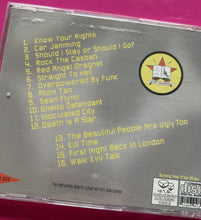 1. Know Your Rights
2. Car Jamming
3. Should I Stay or Should I Go?
4. Rock The Casbah
5. Red Angel Dragnet
6. Straight To Hell
7. Overpowered By Funk
8. Atom Tan
9. Sean Flynn
10. Ghetto Defendant
11. Inoculated City
12. Death Is A Star
13. The Beautiful People Are Ugly Too
14. Kill Time
15. First Night Back In London
16. Walk Evil Talk